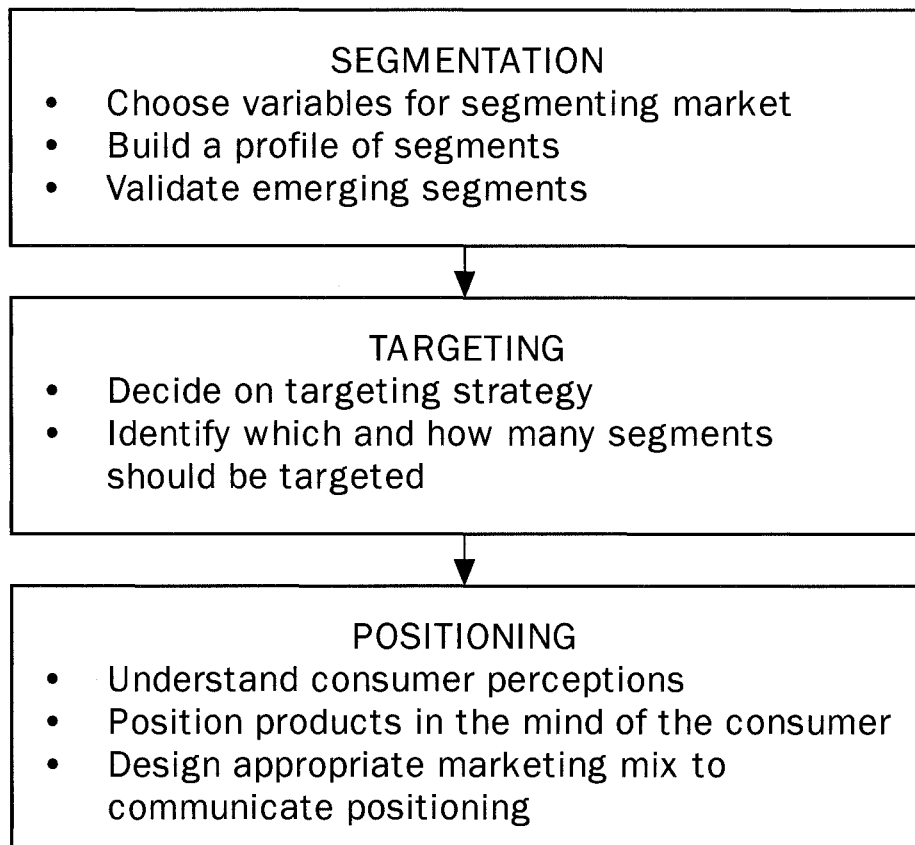 SEGMENTATION
• Choose variables for segmenting market
• Build a profile of segments
• Validate emerging segments
TARGETING
• Decide on targeting strategy
• Identify which and how many segments
should be targeted
POSITIONING
• Understand consumer perceptions
• Position products in the mind of the consumer
• Design appropriate marketing mix to
communicate positioning